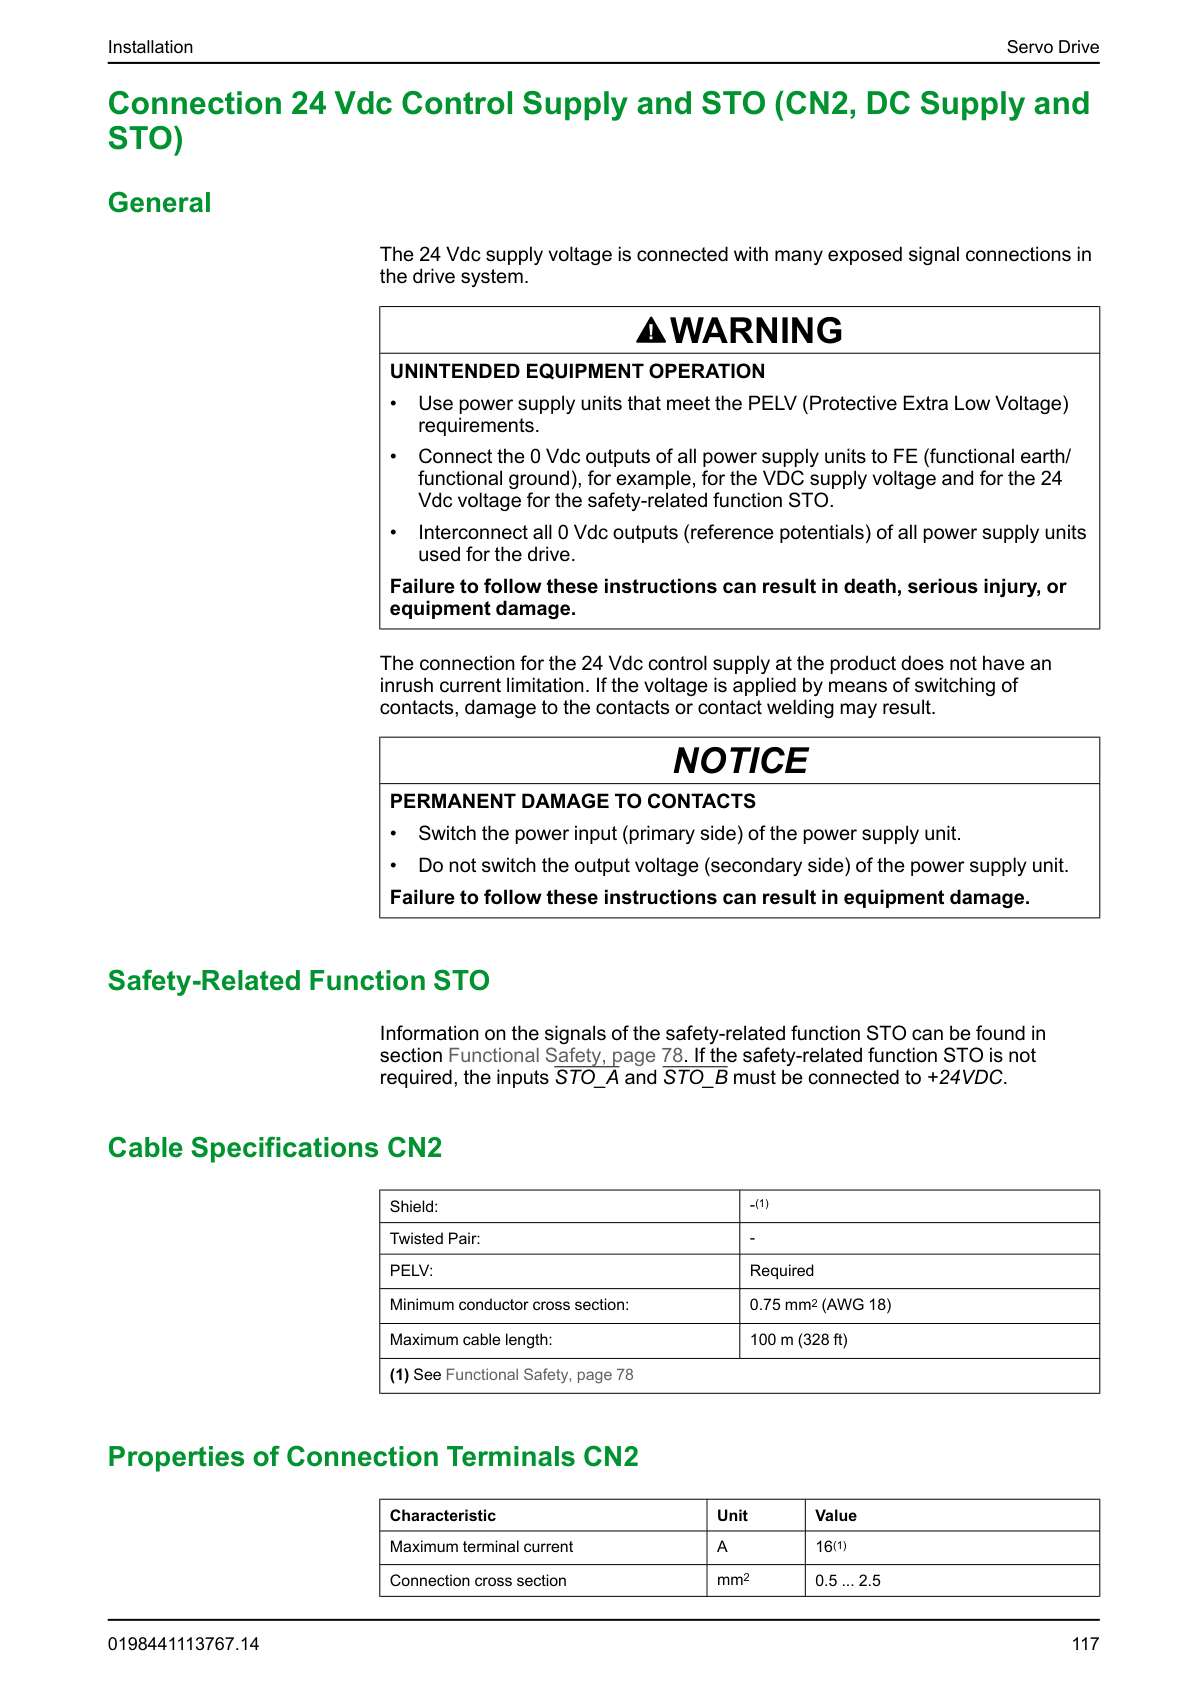 Installation
Servo Drive
Connection 24 Vdc Control Supply and STO (CN2, DC Supply and
STO)
General
The 24 Vdc supply voltage is connected with many exposed signal connections in
the drive system.
WARNING
UNINTENDED EQUIPMENT OPERATION
• Use power supply units that meet the PELV (Protective Extra Low Voltage)
requirements.
• Connect the 0 Vdc outputs of all power supply units to FE (functional earth/
functional ground), for example, for the VDC supply voltage and for the 24
Vdc voltage for the safety-related function STO.
• Interconnect all 0 Vdc outputs (reference potentials) of all power supply units
used for the drive.
Failure to follow these instructions can result in death, serious injury, or
equipment damage.
The connection for the 24 Vdc control supply at the product does not have an
inrush current limitation. If the voltage is applied by means of switching of
contacts, damage to the contacts or contact welding may result.
NOTICE
PERMANENT DAMAGE TO CONTACTS
• Switch the power input (primary side) of the power supply unit.
• Do not switch the output voltage (secondary side) of the power supply unit.
Failure to follow these instructions can result in equipment damage.
Safety-Related Function STO
Information on the signals of the safety-related function STO can be found in
section Functional Safety, page 78. If the safety-related function STO is not
required, the inputs STO_A and STO_B must be connected to +24VDC.
Cable Specifications CN2
Shield: -(1)
Twisted Pair: -
PELV: Required
Minimum conductor cross section: 0.75 mm2 (AWG 18)
Maximum cable length: 100 m (328 ft)
(1) See Functional Safety, page 78
Properties of Connection Terminals CN2
Characteristic Unit Value
Maximum terminal current A 16(1)
Connection cross section mm2 0.5 ... 2.5
0198441113767.14
117